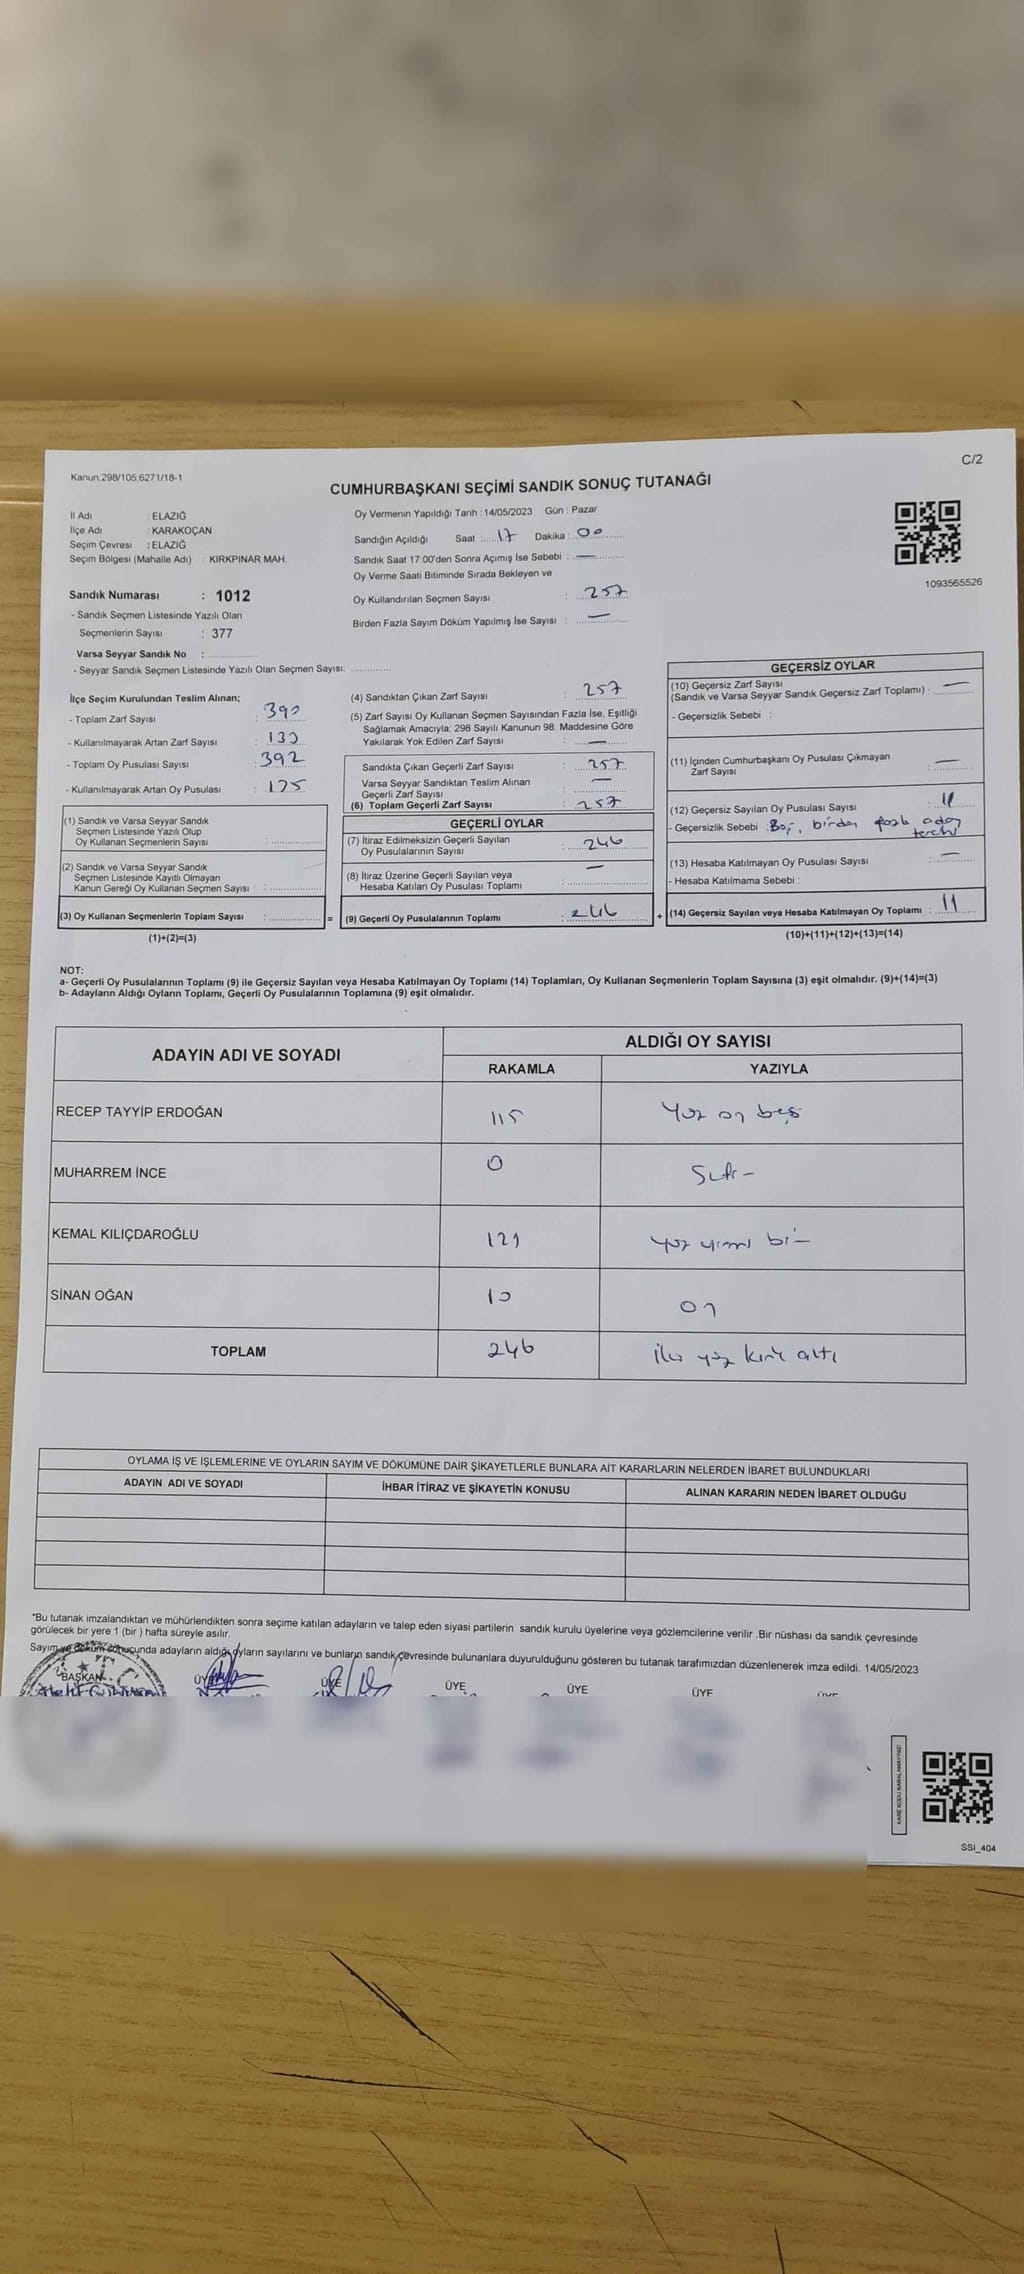 Kanun:298/105,6271/18-1
C/2
CUMHURBAŞKANI SEÇİMİ SANDIK SONUÇ TUTANAĞI
İl Adı : ELAZIĞ
İlçe Adı : KARAKOÇAN
Seçim Çevresi : ELAZIĞ
Seçim Bölgesi (Mahalle Adı) : KIRKPINAR MAH.
Sandık Numarası : 1012
- Sandık Seçmen Listesinde Yazılı Olan
Seçmenlerin Sayısı : 377
Varsa Seyyar Sandık No :
- Seyyar Sandık Seçmen Listesinde Yazılı Olan Seçmen Sayısı:
Oy Vermenin Yapıldığı Tarih : 14/05/2023 Gün : Pazar
Sandığın Açıldığı Saat : 17 Dakika : 00
Sandık Saat 17:00'den Sonra Açımış İse Sebebi : —
Oy Verme Saati Bitiminde Sırada Bekleyen ve
Oy Kullandırılan Seçmen Sayısı : 257
Birden Fazla Sayım Döküm Yapılmış İse Sayısı : —
1093565526
İlçe Seçim Kurulundan Teslim Alınan;
- Toplam Zarf Sayısı : 390
- Kullanılmayarak Artan Zarf Sayısı : 133
- Toplam Oy Pusulası Sayısı : 392
- Kullanılmayarak Artan Oy Pusulası :
(1) Sandık ve Varsa Seyyar Sandık
Seçmen Listesinde Yazılı Olup
Oy Kullanan Seçmenlerin Sayısı :
(2) Sandık ve Varsa Seyyar Sandık
Seçmen Listesinde Kayıtlı Olmayan
Kanun Gereği Oy Kullanan Seçmen Sayısı :
(3) Oy Kullanan Seçmenlerin Toplam Sayısı : =
(1)+(2)=(3)
(4) Sandıktan Çıkan Zarf Sayısı : 257
(5) Zarf Sayısı Oy Kullanan Seçmen Sayısından Fazla İse, Eşitliği
Sağlamak Amacıyla; 298 Sayılı Kanunun 98. Maddesine Göre
Yakılarak Yok Edilen Zarf Sayısı : —
Sandıkta Çıkan Geçerli Zarf Sayısı : 257
Varsa Seyyar Sandıktan Teslim Alınan
Geçerli Zarf Sayısı : —
(6) Toplam Geçerli Zarf Sayısı : 257
GEÇERLİ OYLAR
(7) İtiraz Edilmeksizin Geçerli Sayılan
Oy Pusulalarının Sayısı : 246
(8) İtiraz Üzerine Geçerli Sayılan veya
Hesaba Katılan Oy Pusulası Toplamı : —
(9) Geçerli Oy Pusulalarının Toplamı : 246 +
GEÇERSİZ OYLAR
(10) Geçersiz Zarf Sayısı
(Sandık ve Varsa Seyyar Sandık Geçersiz Zarf Toplamı) : —
- Geçersizlik Sebebi :
(11) İçinden Cumhurbaşkanı Oy Pusulası Çıkmayan
Zarf Sayısı : —
(12) Geçersiz Sayılan Oy Pusulası Sayısı : 11
- Geçersizlik Sebebi : Boş, birden fazla aday
tercihi
(13) Hesaba Katılmayan Oy Pusulası Sayısı : —
- Hesaba Katılmama Sebebi :
(14) Geçersiz Sayılan veya Hesaba Katılmayan Oy Toplamı : 11
(10)+(11)+(12)+(13)=(14)
NOT:
a- Geçerli Oy Pusulalarının Toplamı (9) ile Geçersiz Sayılan veya Hesaba Katılmayan Oy Toplamı (14) Toplamları, Oy Kullanan Seçmenlerin Toplam Sayısına (3) eşit olmalıdır. (9)+(14)=(3)
b- Adayların Aldığı Oyların Toplamı, Geçerli Oy Pusulalarının Toplamına (9) eşit olmalıdır.
ADAYIN ADI VE SOYADI ALDIĞI OY SAYISI
RAKAMLA YAZIYLA
RECEP TAYYİP ERDOĞAN 115 Yüz on beş
MUHARREM İNCE 0 Sıfır
KEMAL KILIÇDAROĞLU 121 yüz yirmi bir
SİNAN OĞAN 10 on
TOPLAM 246 iki yüz kırk altı
OYLAMA İŞ VE İŞLEMLERİNE VE OYLARIN SAYIM VE DÖKÜMÜNE DAİR ŞİKAYETLERLE BUNLARA AİT KARARLARIN NELERDEN İBARET BULUNDUKLARI
ADAYIN ADI VE SOYADI İHBAR İTİRAZ VE ŞİKAYETİN KONUSU ALINAN KARARIN NEDEN İBARET OLDUĞU
*Bu tutanak imzalandıktan ve mühürlendikten sonra seçime katılan adayların ve talep eden siyasi partilerin sandık kurulu üyelerine veya gözlemcilerine verilir .Bir nüshası da sandık çevresinde
görülecek bir yere 1 (bir ) hafta süreyle asılır.
Sayım ve döküm sonucunda adayların aldığı oyların sayılarını ve bunların sandık çevresinde bulunanlara duyurulduğunu gösteren bu tutanak tarafımızdan düzenlenerek imza edildi. 14/05/2023
BAŞKAN ÜYE ÜYE ÜYE ÜYE ÜYE ÜYE
KARE KODU KARALAMAYINIZ!
SSI_404